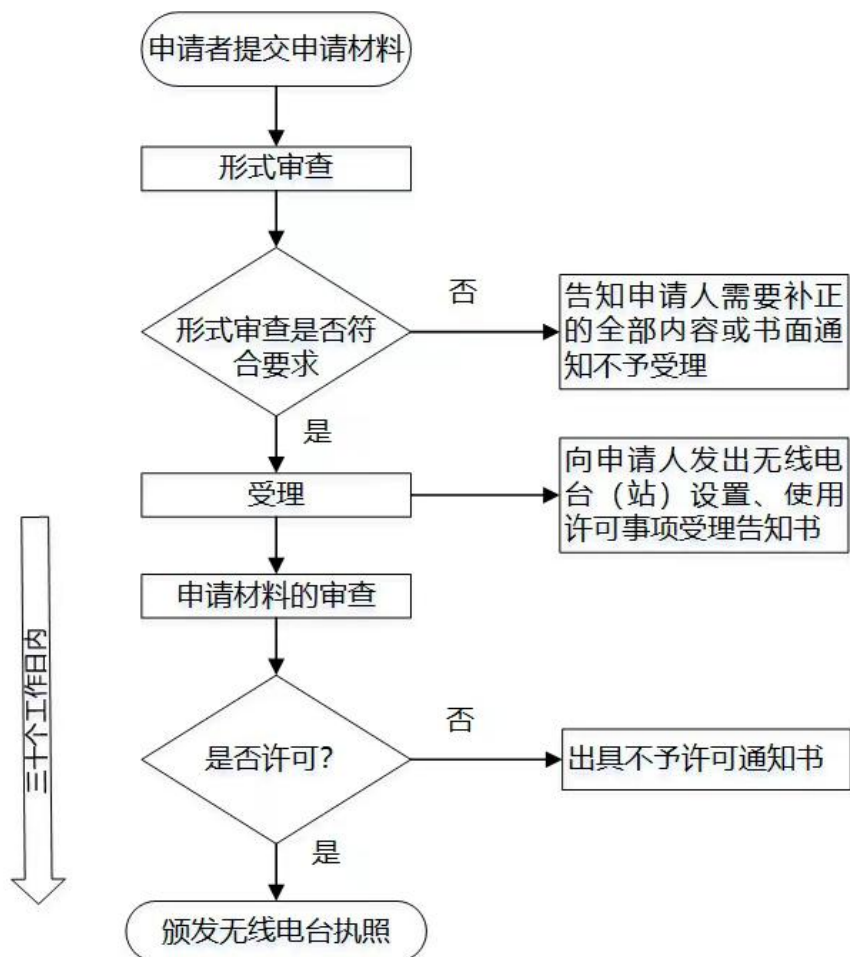 申请者提交申请材料
形式审查
形式审查是否符
合要求
否
告知申请人需要补正
的全部内容或书面通
知不予受理
是
受理
向申请人发出无线电
台（站）设置、使用
许可事项受理告知书
申请材料的审查
三十个工作日内
是否许可？
否
出具不予许可通知书
是
颁发无线电台执照